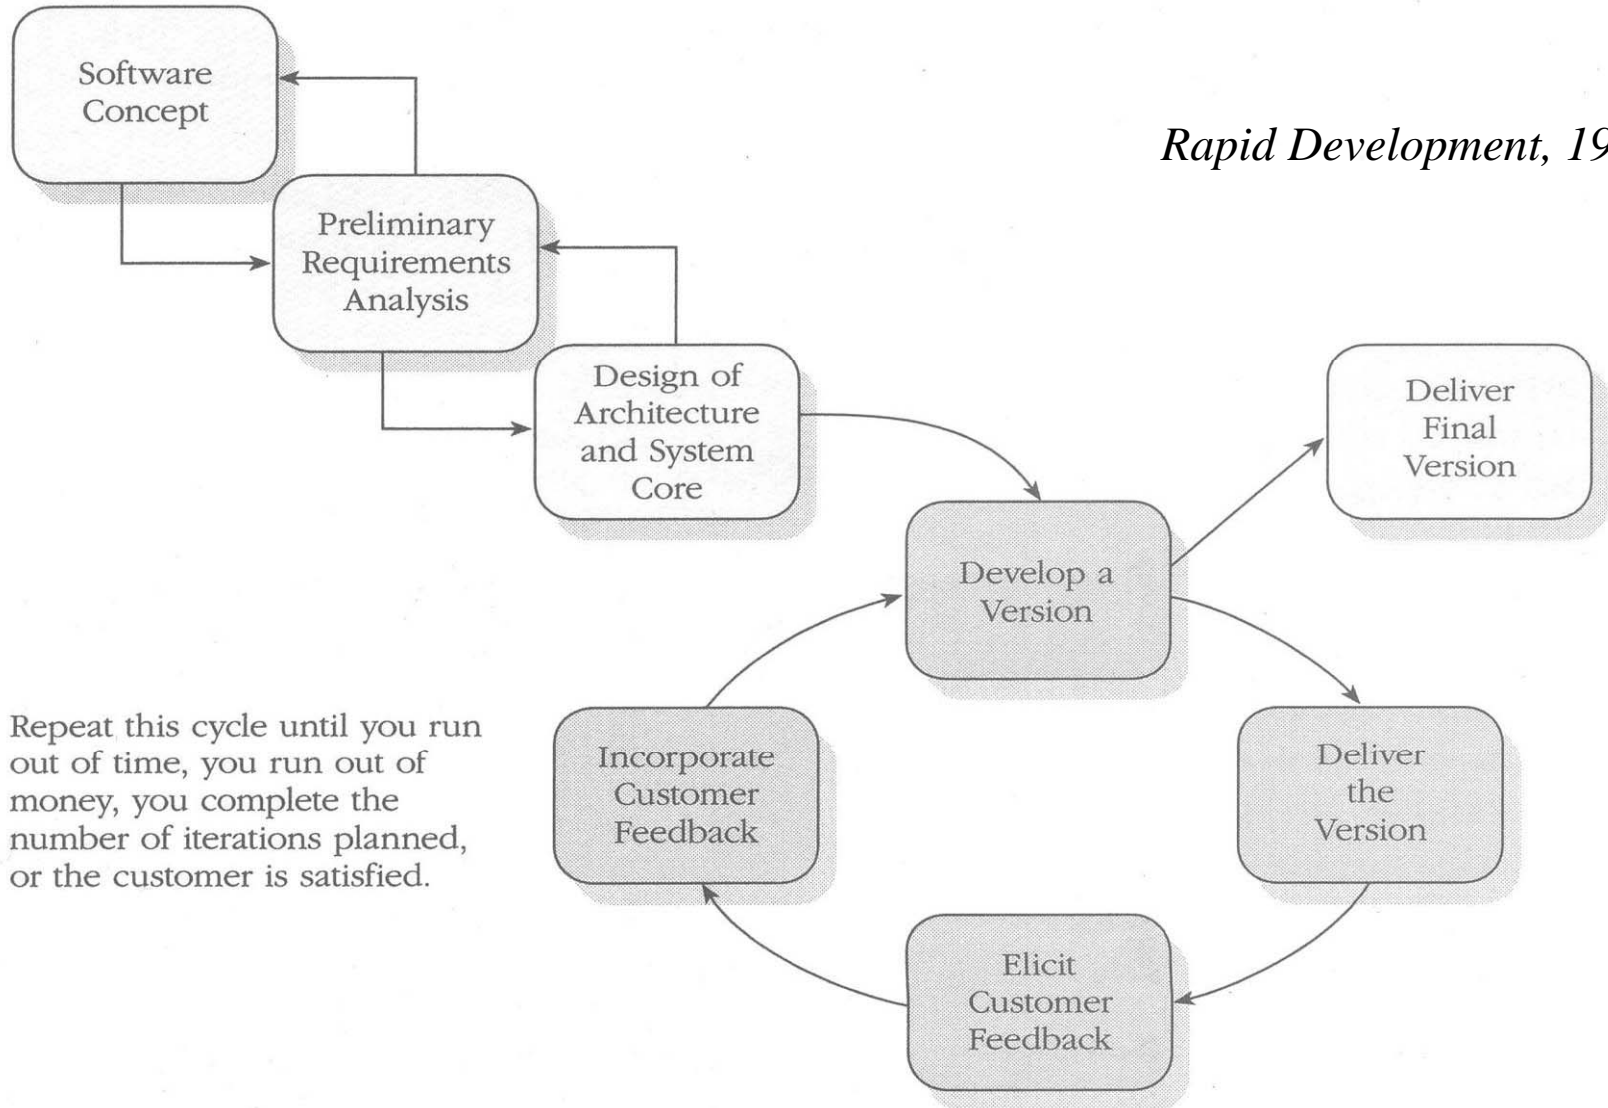 Software
Concept
Rapid Development, 19
Preliminary
Requirements
Analysis
Design of
Architecture
and System
Core
Deliver
Final
Version
Develop a
Version
Repeat this cycle until you run
out of time, you run out of
money, you complete the
number of iterations planned,
or the customer is satisfied.
Incorporate
Customer
Feedback
Deliver
the
Version
Elicit
Customer
Feedback